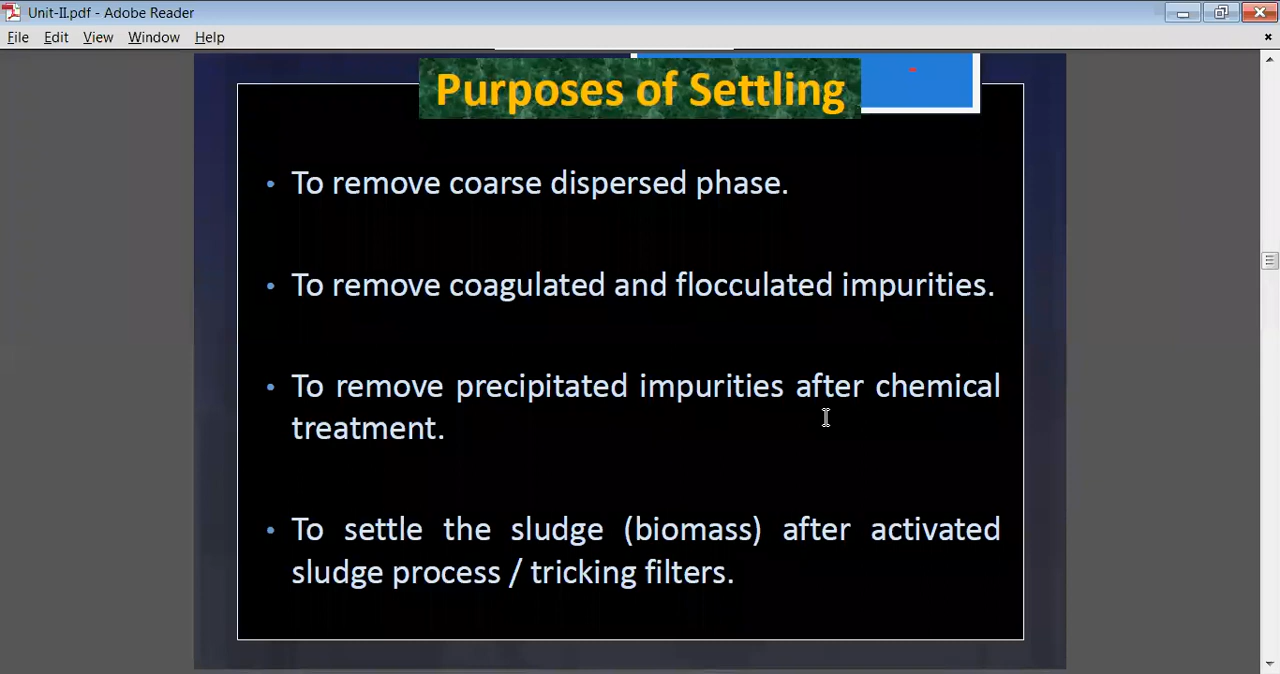 Unit-II.pdf - Adobe Reader
File Edit View Window Help
Purposes of Settling
• To remove coarse dispersed phase.
• To remove coagulated and flocculated impurities.
• To remove precipitated impurities after chemical
treatment.
• To settle the sludge (biomass) after activated
sludge process / tricking filters.